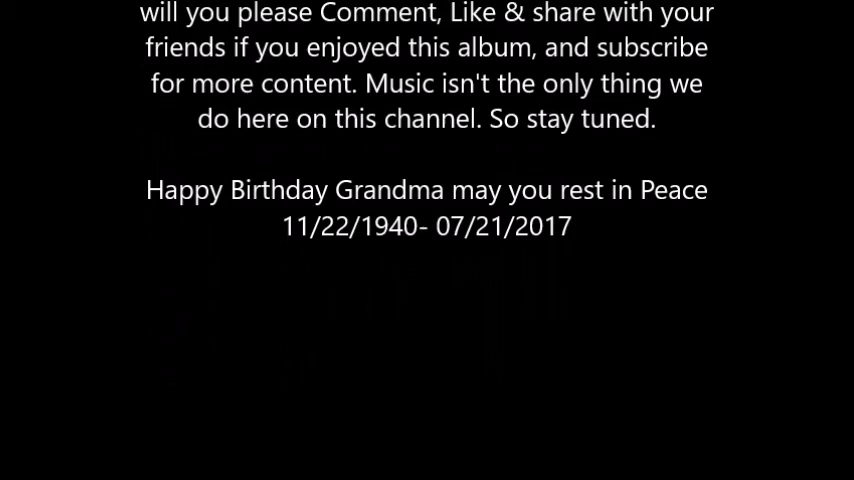 will you please Comment, Like & share with your
friends if you enjoyed this album, and subscribe
for more content. Music isn't the only thing we
do here on this channel. So stay tuned.
Happy Birthday Grandma may you rest in Peace
11/22/1940- 07/21/2017